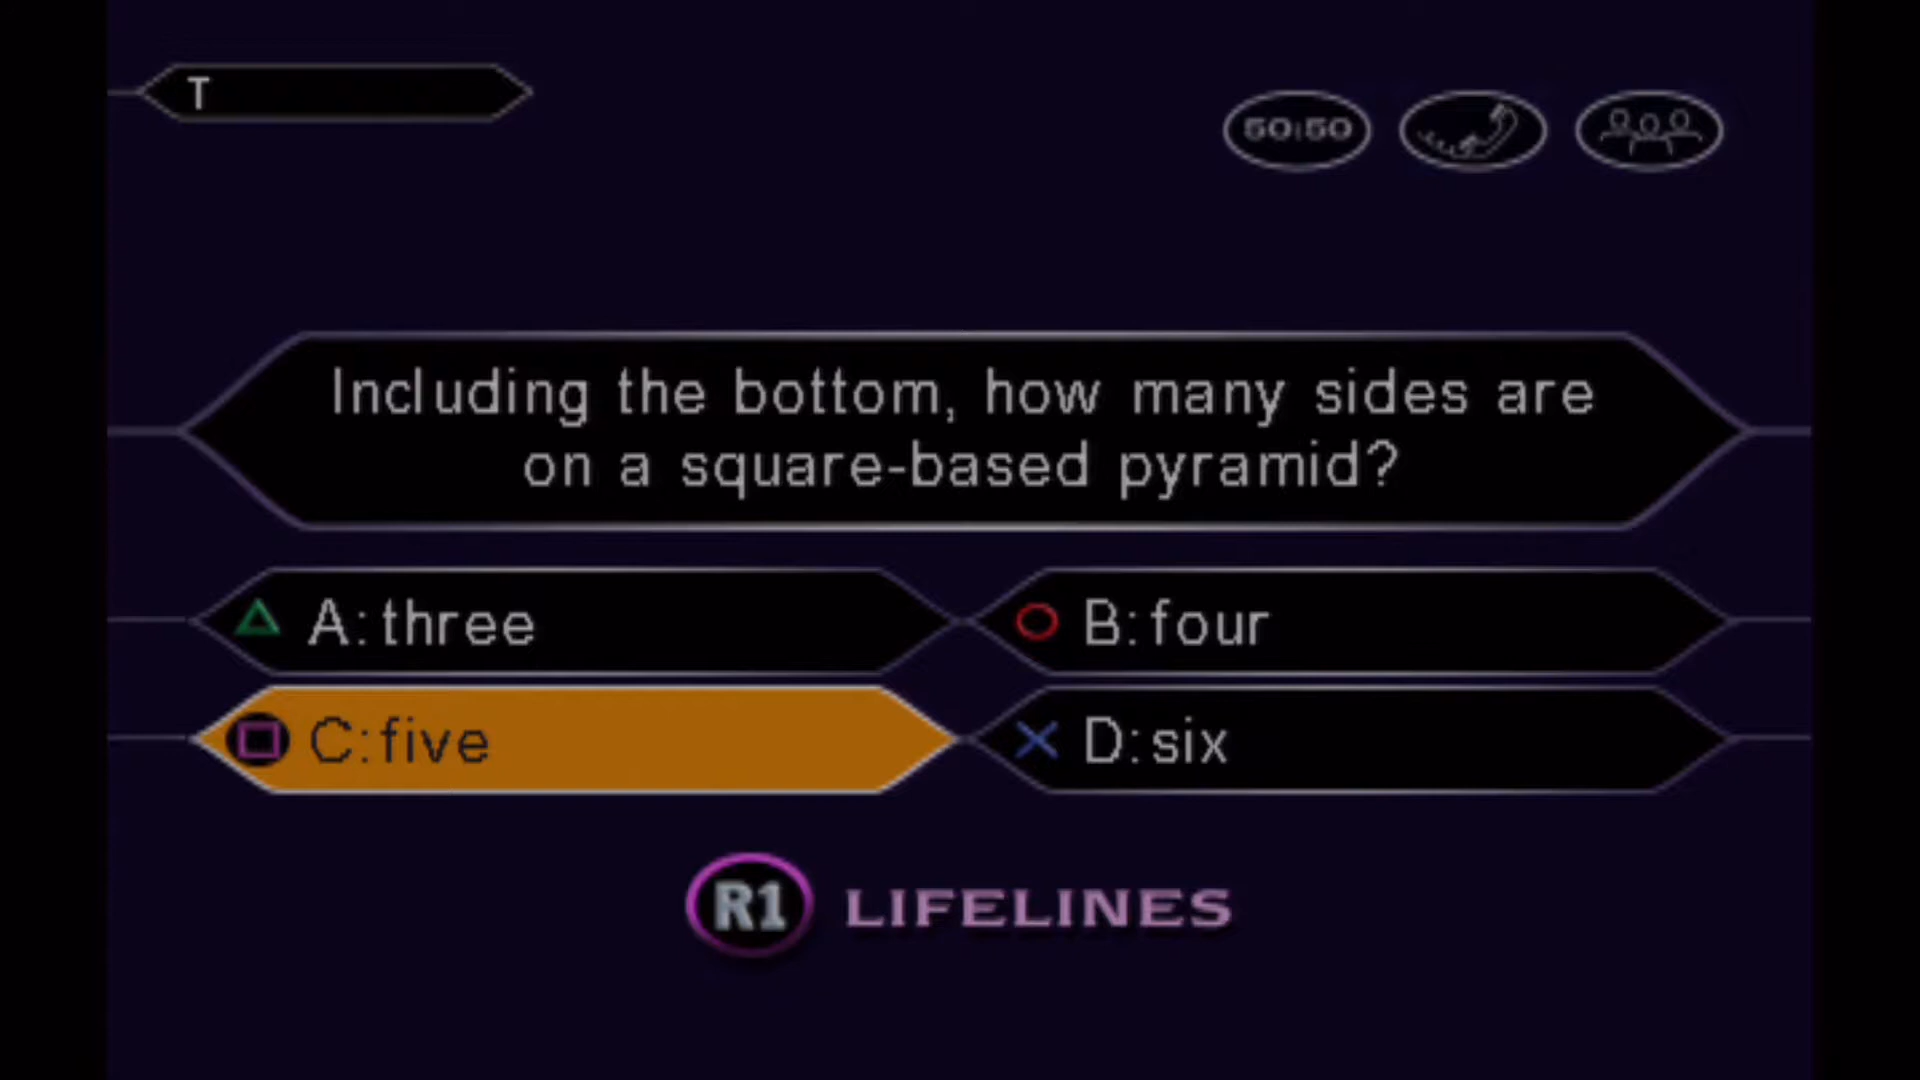 T
50:50
Including the bottom, how many sides are
on a square-based pyramid?
A: three
B: four
C: five
D: six
R1 LIFELINES